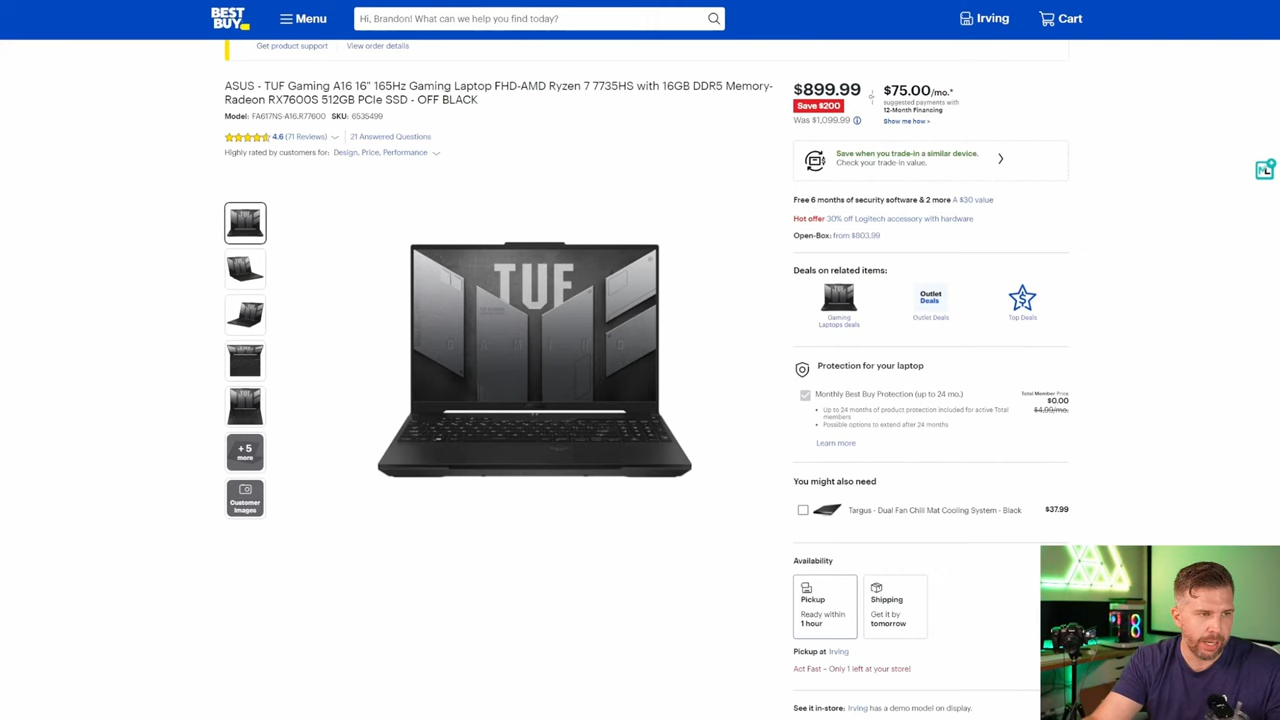 BEST BUY
Menu
Hi, Brandon! What can we help you find today?
Irving
Cart
Get product support
View order details
ASUS - TUF Gaming A16 16" 165Hz Gaming Laptop FHD-AMD Ryzen 7 7735HS with 16GB DDR5 Memory-
Radeon RX7600S 512GB PCIe SSD - OFF BLACK
Model: FA617NS-A16.R77600 SKU: 6535499
4.6 (71 Reviews)
21 Answered Questions
Highly rated by customers for: Design, Price, Performance
TUF
+ 5
more
Customer
Images
$899.99
Save $200
Was $1,099.99
or
$75.00/mo.*
suggested payments with
12-Month Financing
Show me how >
Save when you trade-in a similar device.
Check your trade-in value.
Free 6 months of security software & 2 more A $30 value
Hot offer 30% off Logitech accessory with hardware
Open-Box: from $803.99
Deals on related items:
Gaming
Laptops deals
Outlet
Deals
Outlet Deals
Top Deals
Protection for your laptop
Monthly Best Buy Protection (up to 24 mo.)
Total Member Price
$0.00
$4.99/mo.
• Up to 24 months of product protection included for active Total
members
• Possible options to extend after 24 months
Learn more
You might also need
Targus - Dual Fan Chill Mat Cooling System - Black
$37.99
Availability
Pickup
Ready within
1 hour
Shipping
Get it by
tomorrow
Pickup at Irving
Act Fast – Only 1 left at your store!
See it in-store: Irving has a demo model on display.